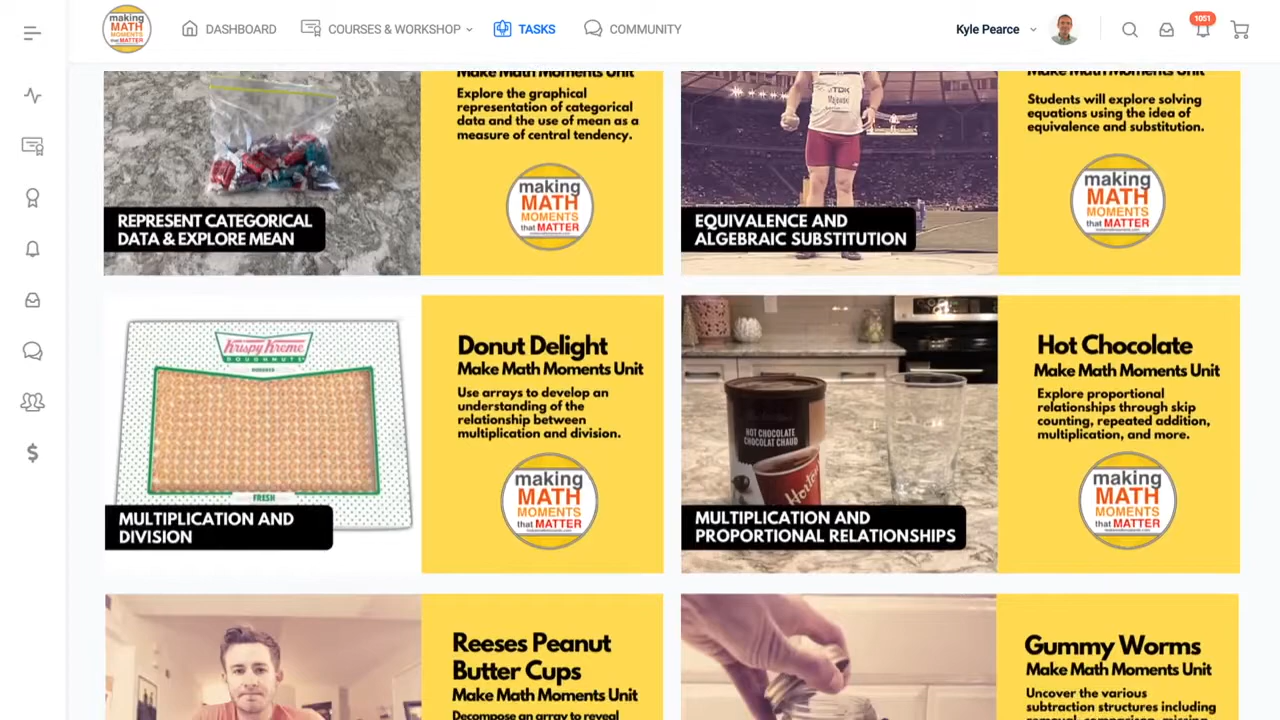 making
MATH
MOMENTS
that MATTER
DASHBOARD
COURSES & WORKSHOP
TASKS
COMMUNITY
Kyle Pearce
1051
Make Math Moments Unit
Explore the graphical
representation of categorical
data and the use of mean as a
measure of central tendency.
REPRESENT CATEGORICAL
DATA & EXPLORE MEAN
making
MATH
MOMENTS
that MATTER
Make Math Moments Unit
Students will explore solving
equations using the idea of
equivalence and substitution.
TDK
Majewski
EQUIVALENCE AND
ALGEBRAIC SUBSTITUTION
making
MATH
MOMENTS
that MATTER
Krispy Kreme
DOUGHNUTS
FRESH
MULTIPLICATION AND
DIVISION
Donut Delight
Make Math Moments Unit
Use arrays to develop an
understanding of the
relationship between
multiplication and division.
making
MATH
MOMENTS
that MATTER
HOT CHOCOLATE
CHOCOLAT CHAUD
MULTIPLICATION AND
PROPORTIONAL RELATIONSHIPS
Hot Chocolate
Make Math Moments Unit
Explore proportional
relationships through skip
counting, repeated addition,
multiplication, and more.
making
MATH
MOMENTS
that MATTER
Reeses Peanut
Butter Cups
Make Math Moments Unit
Decompose an array to reveal
Gummy Worms
Make Math Moments Unit
Uncover the various
subtraction structures including
removal, comparison, missing